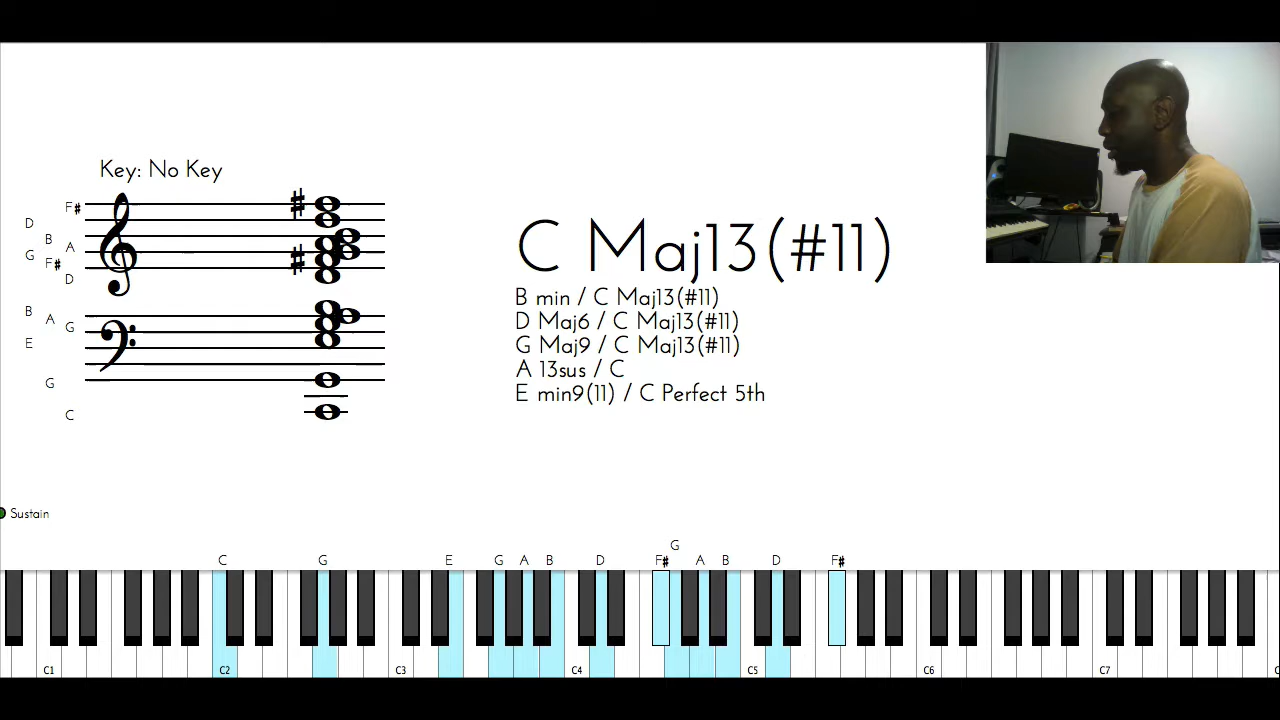 Key: No Key
F#
D
B
A
G
F#
D
B
A
G
E
G
C
C Maj13(#11)
B min / C Maj13(#11)
D Maj6 / C Maj13(#11)
G Maj9 / C Maj13(#11)
A 13sus / C
E min9(11) / C Perfect 5th
Sustain
G
C G E G A B D F# A B D F#
C1 C2 C3 C4 C5 C6 C7 C